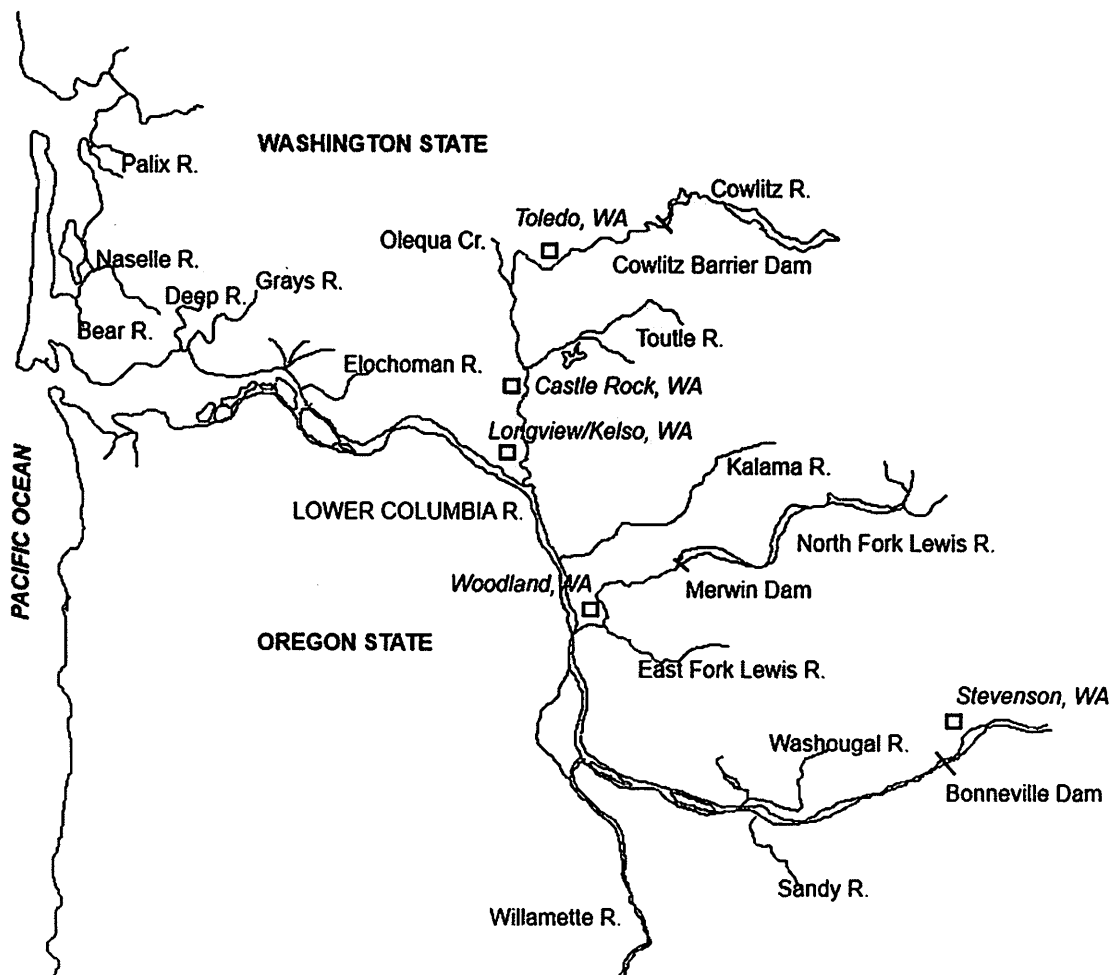 WASHINGTON STATE
Palix R.
Cowlitz R.
Toledo, WA
Olequa Cr.
Naselle R.
Cowlitz Barrier Dam
Grays R.
Deep R.
Bear R.
Toutle R.
Elochoman R.
Castle Rock, WA
Longview/Kelso, WA
Kalama R.
LOWER COLUMBIA R.
PACIFIC OCEAN
North Fork Lewis R.
Woodland, WA
Merwin Dam
OREGON STATE
East Fork Lewis R.
Stevenson, WA
Washougal R.
Bonneville Dam
Sandy R.
Willamette R.